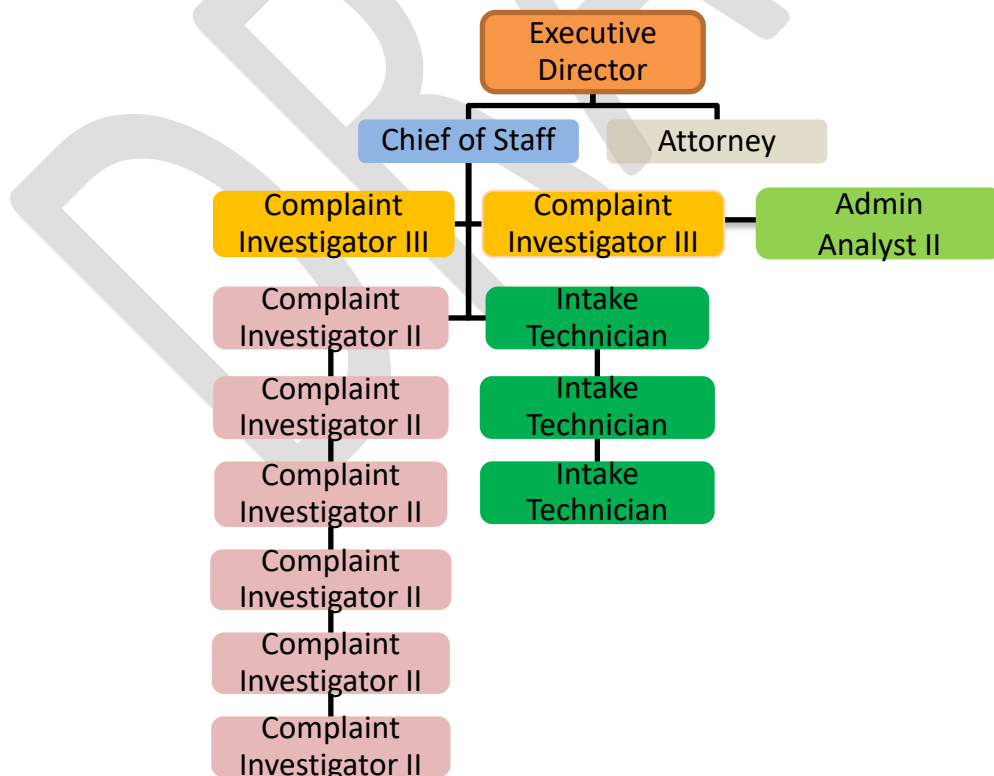 Executive
Director
Chief of Staff
Attorney
Complaint
Investigator III
Complaint
Investigator III
Admin
Analyst II
Complaint
Investigator II
Intake
Technician
Complaint
Investigator II
Intake
Technician
Complaint
Investigator II
Intake
Technician
Complaint
Investigator II
Complaint
Investigator II
Complaint
Investigator II